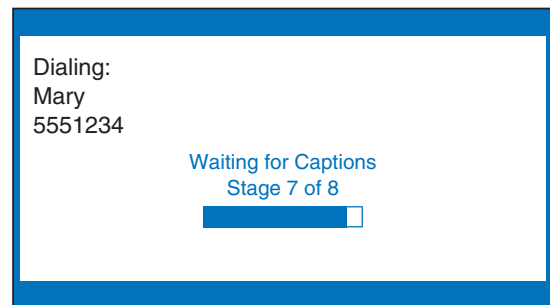 Dialing:
Mary
5551234
Waiting for Captions
Stage 7 of 8